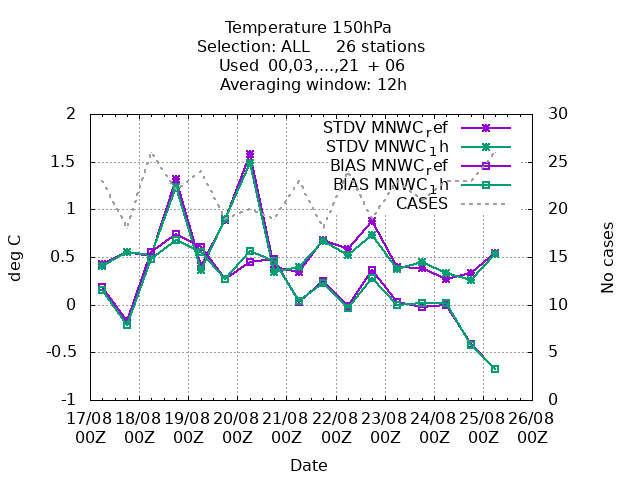 Temperature 150hPa
Selection: ALL 26 stations
Used 00,03,...,21 + 06
Averaging window: 12h
2
1.5
1
0.5
0
-0.5
-1
deg C
30
25
20
15
10
5
0
No cases
STDV MNWC_ref
STDV MNWC_1h
BIAS MNWC_ref
BIAS MNWC_1h
CASES
17/08 18/08 19/08 20/08 21/08 22/08 23/08 24/08 25/08 26/08
00Z 00Z 00Z 00Z 00Z 00Z 00Z 00Z 00Z 00Z
Date